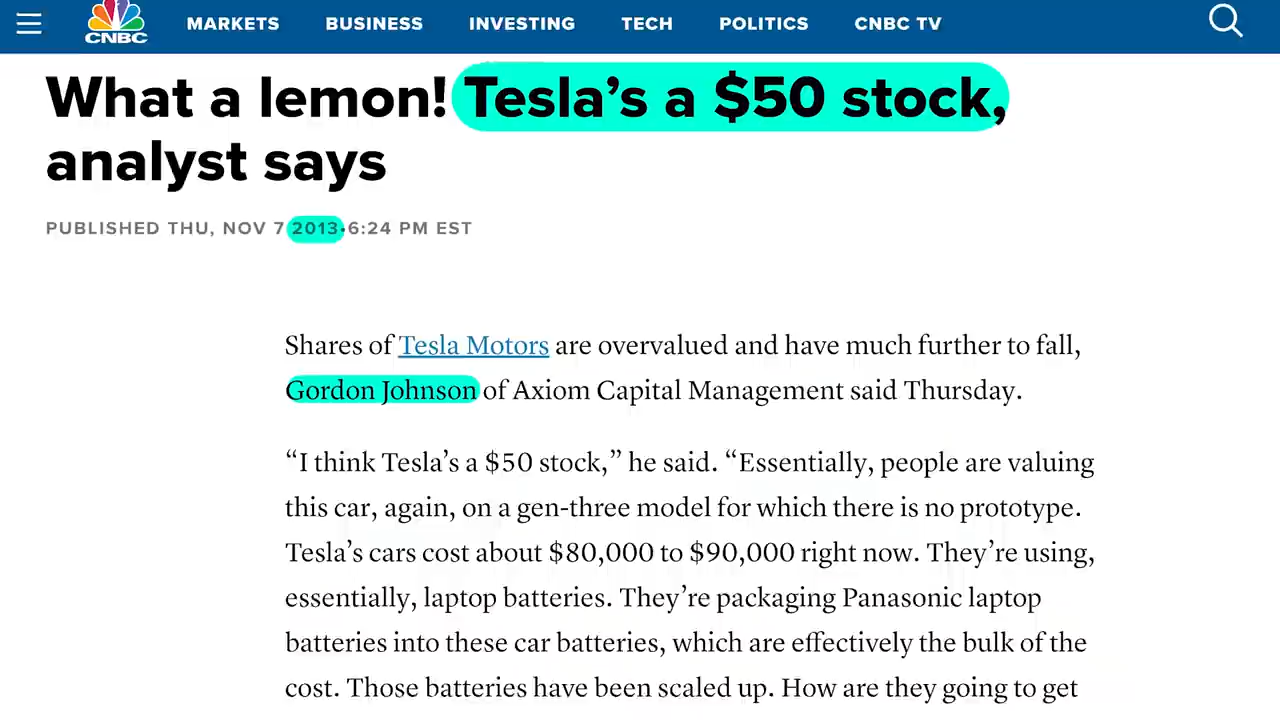 CNBC
MARKETS BUSINESS INVESTING TECH POLITICS CNBC TV
What a lemon! Tesla’s a $50 stock,
analyst says
PUBLISHED THU, NOV 7 2013•6:24 PM EST
Shares of Tesla Motors are overvalued and have much further to fall,
Gordon Johnson of Axiom Capital Management said Thursday.
“I think Tesla’s a $50 stock,” he said. “Essentially, people are valuing
this car, again, on a gen-three model for which there is no prototype.
Tesla’s cars cost about $80,000 to $90,000 right now. They’re using,
essentially, laptop batteries. They’re packaging Panasonic laptop
batteries into these car batteries, which are effectively the bulk of the
cost. Those batteries have been scaled up. How are they going to get